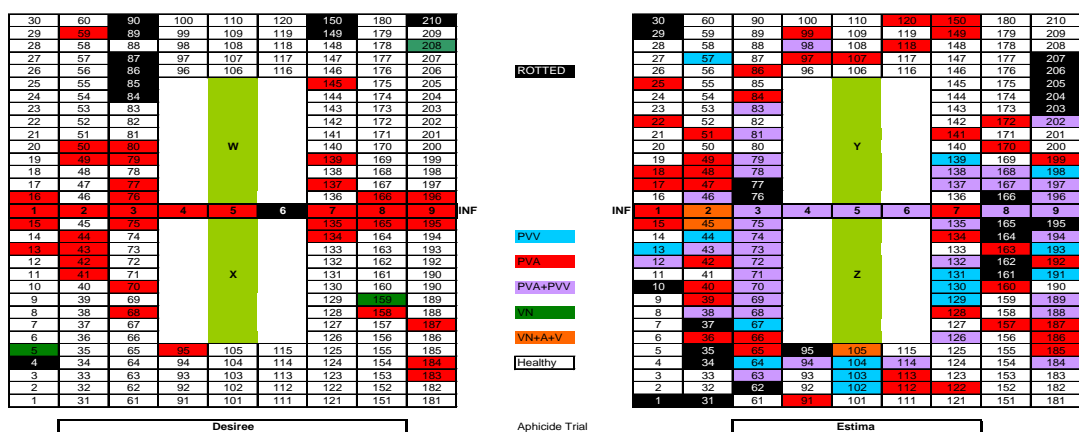 30 60 90 100 110 120 150 180 210 30 60 90 100 110 120 150 180 210
29 59 89 99 109 119 149 179 209 29 59 89 99 109 119 149 179 209
28 58 88 98 108 118 148 178 208 28 58 88 98 108 118 148 178 208
27 57 87 97 107 117 147 177 207 27 57 87 97 107 117 147 177 207
26 56 86 96 106 116 146 176 206 ROTTED 26 56 86 96 106 116 146 176 206
25 55 85 145 175 205 25 55 85 145 175 205
24 54 84 144 174 204 24 54 84 144 174 204
23 53 83 143 173 203 23 53 83 143 173 203
22 52 82 142 172 202 22 52 82 142 172 202
21 51 81 141 171 201 21 51 81 141 171 201
20 50 80 W 140 170 200 20 50 80 Y 140 170 200
19 49 79 139 169 199 19 49 79 139 169 199
18 48 78 138 168 198 18 48 78 138 168 198
17 47 77 137 167 197 17 47 77 137 167 197
16 46 76 136 166 196 16 46 76 136 166 196
1 2 3 4 5 6 7 8 9 INF INF 1 2 3 4 5 6 7 8 9
15 45 75 135 165 195 15 45 75 135 165 195
14 44 74 134 164 194 PVV 14 44 74 134 164 194
13 43 73 133 163 193 13 43 73 133 163 193
12 42 72 132 162 192 PVA 12 42 72 132 162 192
11 41 71 X 131 161 191 11 41 71 Z 131 161 191
10 40 70 130 160 190 PVA+PVV 10 40 70 130 160 190
9 39 69 129 159 189 9 39 69 129 159 189
8 38 68 128 158 188 VN 8 38 68 128 158 188
7 37 67 127 157 187 7 37 67 127 157 187
6 36 66 126 156 186 VN+A+V 6 36 66 126 156 186
5 35 65 95 105 115 125 155 185 5 35 65 95 105 115 125 155 185
4 34 64 94 104 114 124 154 184 Healthy 4 34 64 94 104 114 124 154 184
3 33 63 93 103 113 123 153 183 3 33 63 93 103 113 123 153 183
2 32 62 92 102 112 122 152 182 2 32 62 92 102 112 122 152 182
1 31 61 91 101 111 121 151 181 1 31 61 91 101 111 121 151 181
Desiree Aphicide Trial Estima